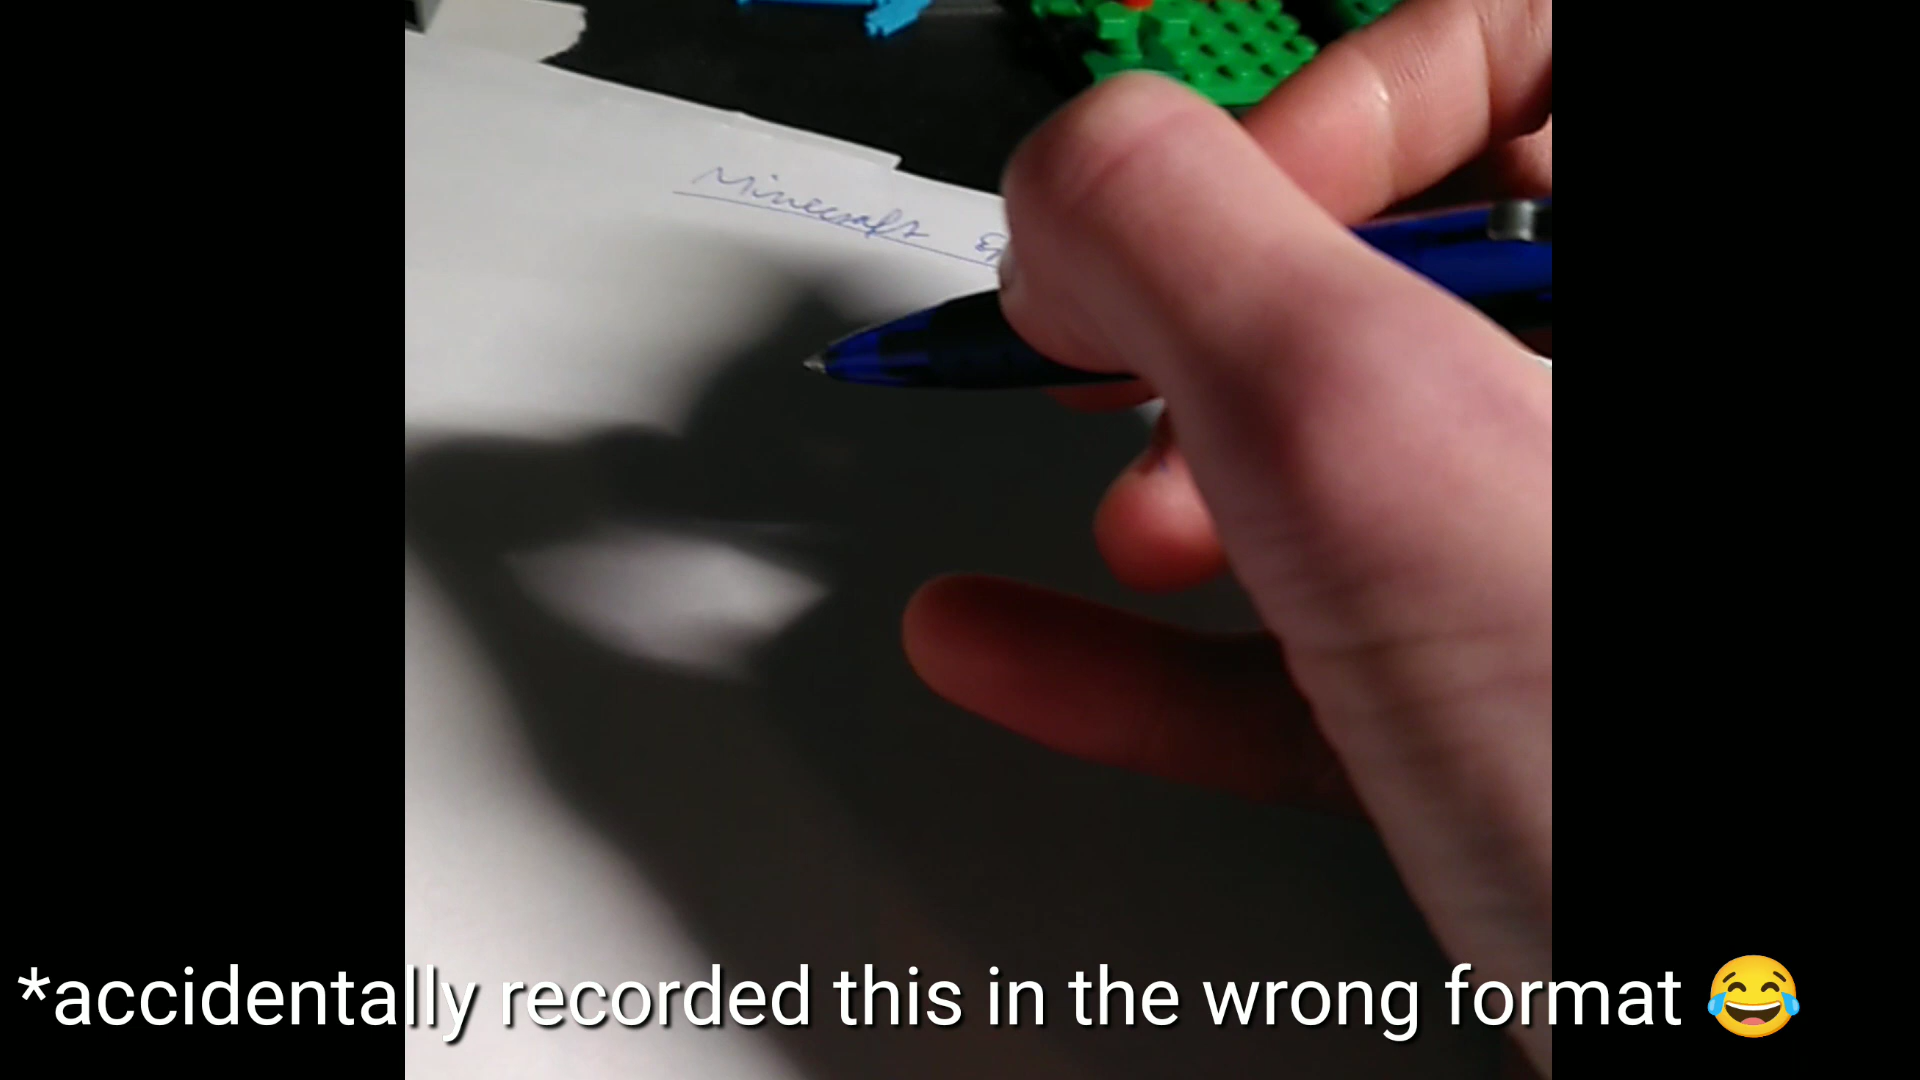 Minecraft
*accidentally recorded this in the wrong format 😂